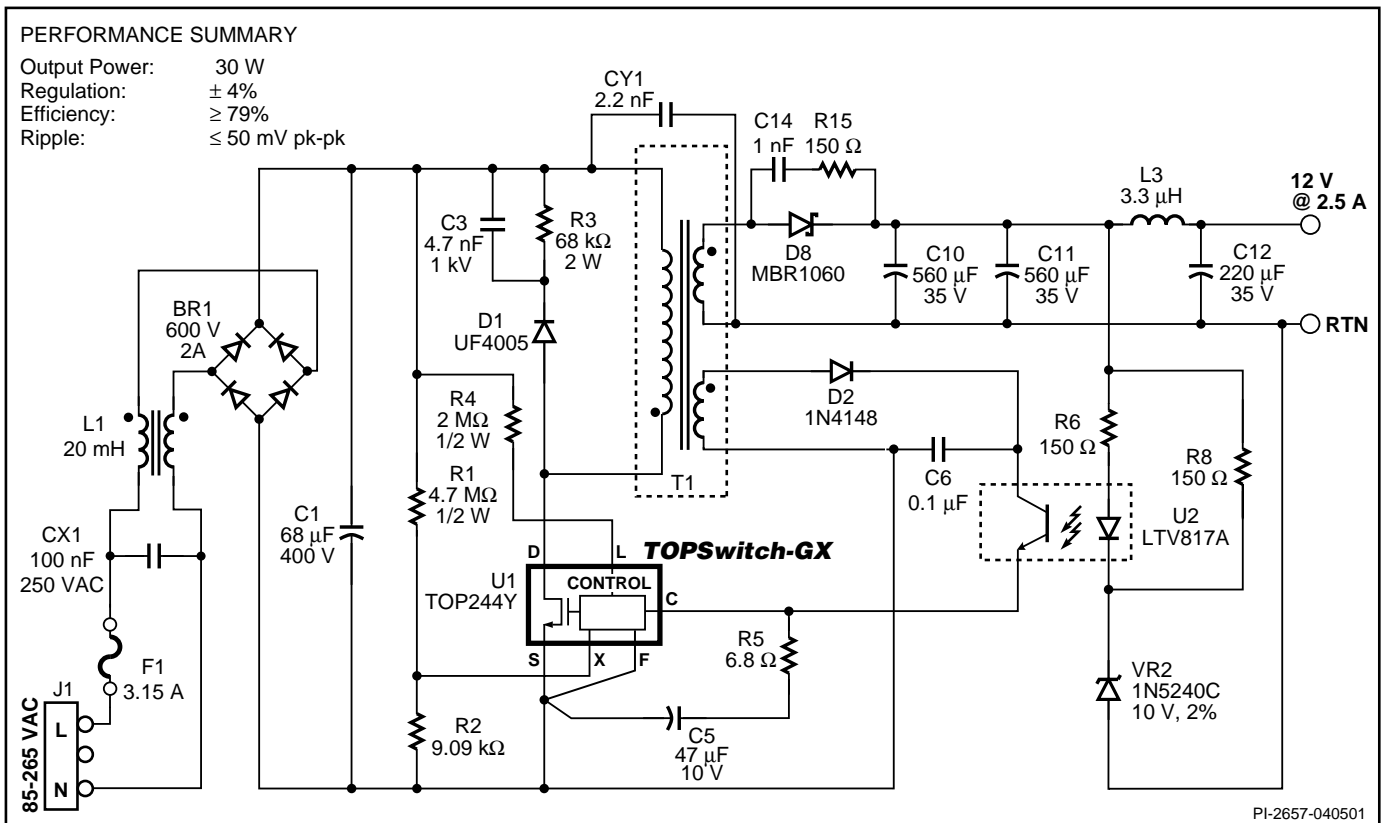 PERFORMANCE SUMMARY
Output Power: 30 W
Regulation: ± 4%
Efficiency: ≥ 79%
Ripple: ≤ 50 mV pk-pk
CY1
2.2 nF
C14
1 nF
R15
150 Ω
L3
3.3 µH
12 V
@ 2.5 A
C3
4.7 nF
1 kV
R3
68 kΩ
2 W
D8
MBR1060
C10
560 µF
35 V
C11
560 µF
35 V
C12
220 µF
35 V
RTN
BR1
600 V
2A
D1
UF4005
D2
1N4148
R4
2 MΩ
1/2 W
R1
4.7 MΩ
1/2 W
L1
20 mH
T1
C6
0.1 µF
R6
150 Ω
R8
150 Ω
U2
LTV817A
CX1
100 nF
250 VAC
C1
68 µF
400 V
D
L
TOPSwitch-GX
U1
TOP244Y
CONTROL
C
S
X
F
R5
6.8 Ω
VR2
1N5240C
10 V, 2%
F1
3.15 A
J1
L
N
85-265 VAC
R2
9.09 kΩ
C5
47 µF
10 V
PI-2657-040501